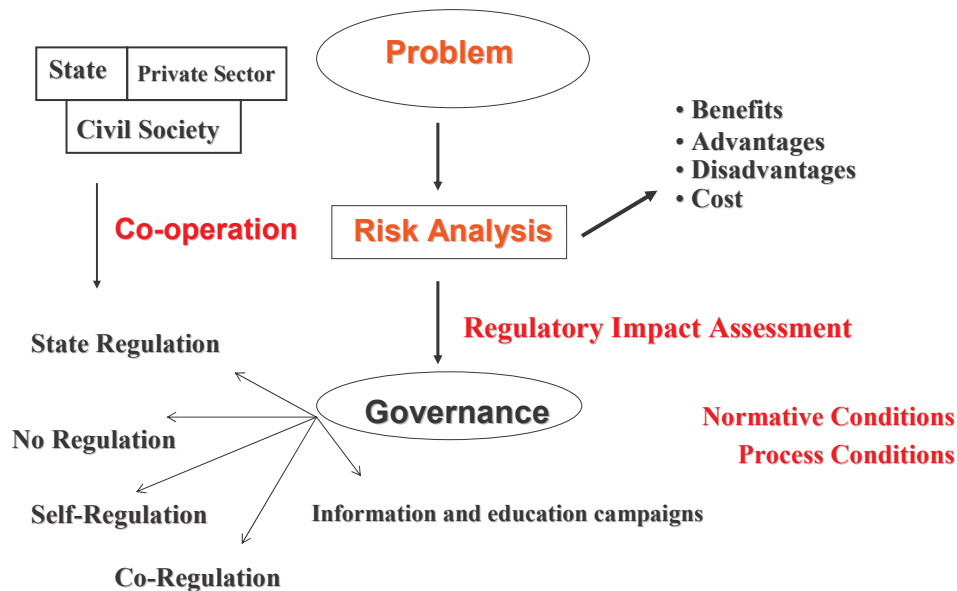 Problem
State
Private Sector
Civil Society
• Benefits
• Advantages
• Disadvantages
• Cost
Co-operation
Risk Analysis
Regulatory Impact Assessment
State Regulation
Governance
Normative Conditions
Process Conditions
No Regulation
Self-Regulation
Information and education campaigns
Co-Regulation